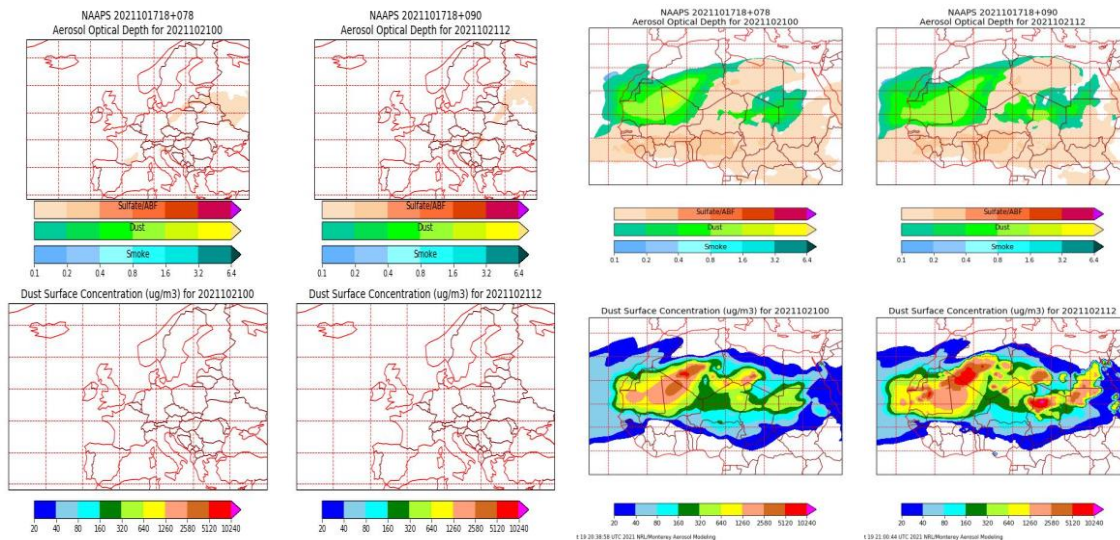 NAAPS 2021101718+078
Aerosol Optical Depth for 2021102100
NAAPS 2021101718+090
Aerosol Optical Depth for 2021102112
NAAPS 2021101718+078
Aerosol Optical Depth for 2021102100
NAAPS 2021101718+090
Aerosol Optical Depth for 2021102112
Sulfate/ABF
Dust
Smoke
0.1 0.2 0.4 0.8 1.6 3.2 6.4
Sulfate/ABF
Dust
Smoke
0.1 0.2 0.4 0.8 1.6 3.2 6.4
Sulfate/ABF
Dust
Smoke
0.1 0.2 0.4 0.8 1.6 3.2 6.4
Sulfate/ABF
Dust
Smoke
0.1 0.2 0.4 0.8 1.6 3.2 6.4
Dust Surface Concentration (ug/m3) for 2021102100
Dust Surface Concentration (ug/m3) for 2021102112
Dust Surface Concentration (ug/m3) for 2021102100
Dust Surface Concentration (ug/m3) for 2021102112
20 40 80 160 320 640 1260 2580 5120 10240
20 40 80 160 320 640 1260 2580 5120 10240
20 40 80 160 320 640 1260 2580 5120 10240
20 40 80 160 320 640 1260 2580 5120 10240
t 19 20:38:58 UTC 2021 NRL/Monterey Aerosol Modeling
t 19 21:00:44 UTC 2021 NRL/Monterey Aerosol Modeling